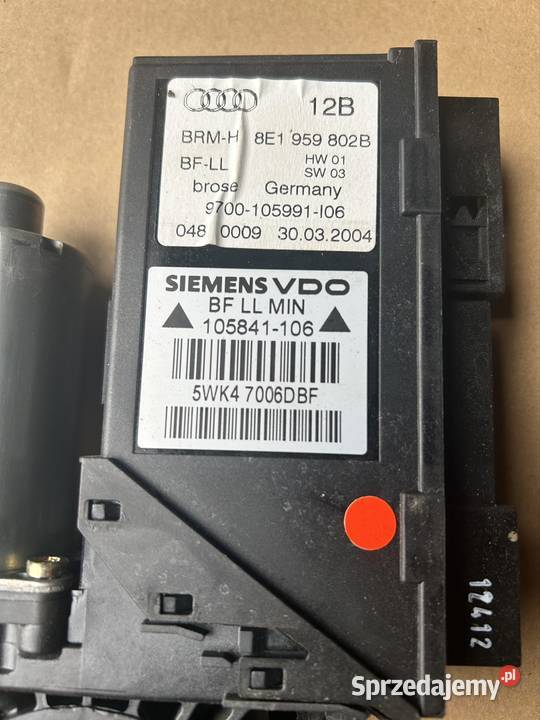 12B
BRM-H 8E1 959 802B
BF-LL HW 01
SW 03
brose Germany
9700-105991-106
048 0009 30.03.2004
SIEMENS VDO
BF LL MIN
105841-106
5WK4 7006DBF
12412
Sprzedajemy.pl